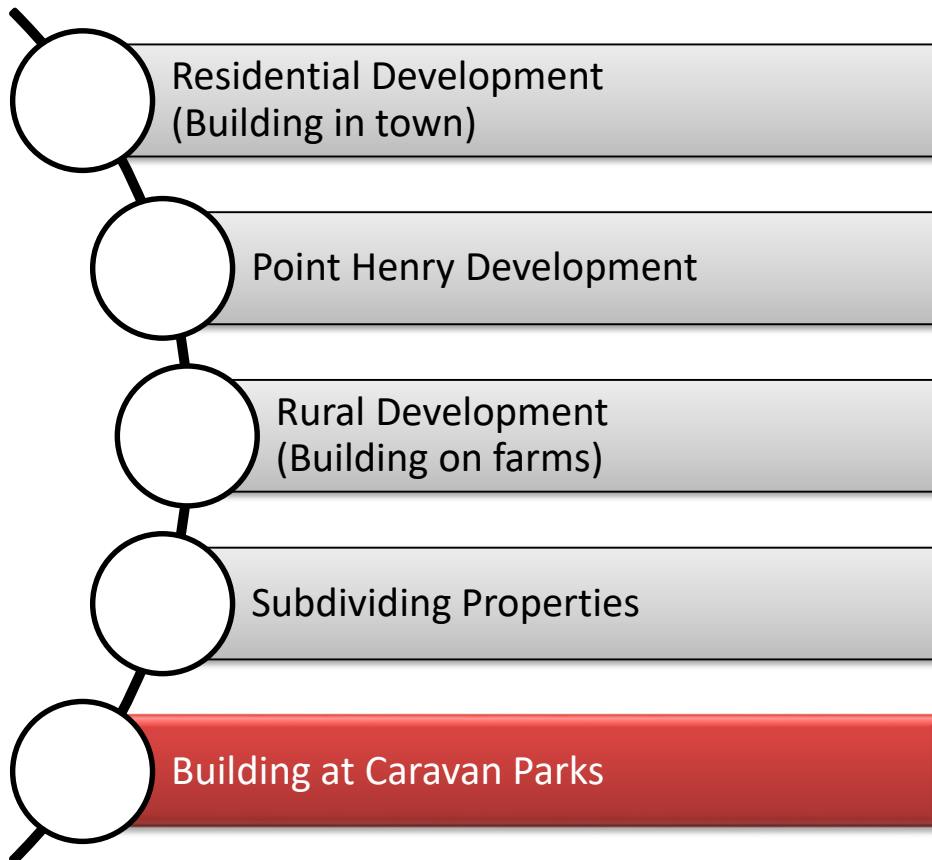 Residential Development
(Building in town)
Point Henry Development
Rural Development
(Building on farms)
Subdividing Properties
Building at Caravan Parks